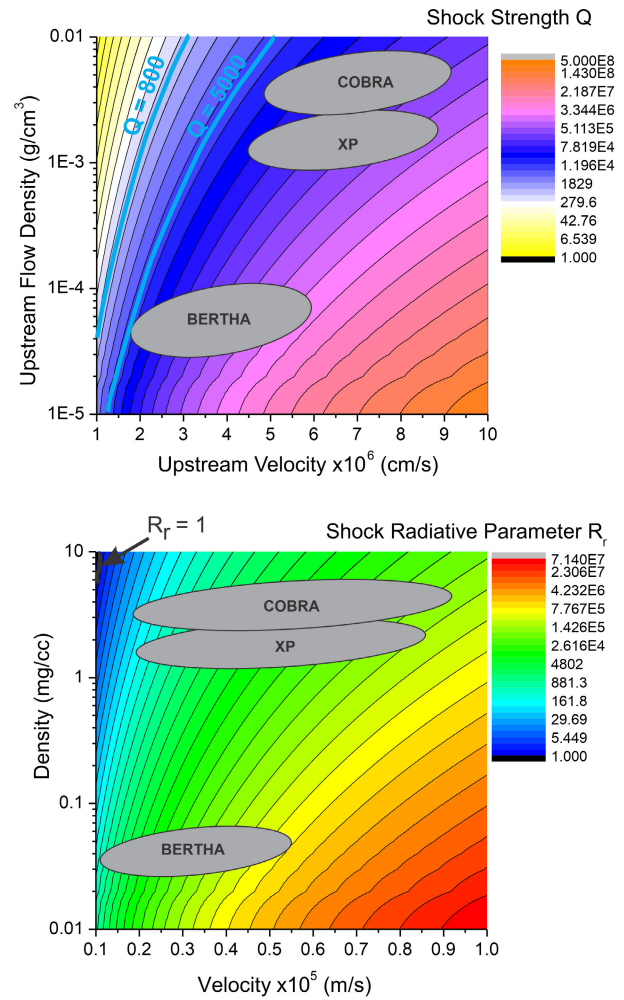 Shock Strength Q
0.01
1E-3
1E-4
1E-5
Upstream Flow Density (g/cm³)
Q = 800
Q = 5000
COBRA
XP
BERTHA
5.000E8
1.430E8
2.187E7
3.344E6
5.113E5
7.819E4
1.196E4
1829
279.6
42.76
6.539
1.000
1 2 3 4 5 6 7 8 9 10
Upstream Velocity x10⁶ (cm/s)
Rr = 1
Shock Radiative Parameter Rr
10
1
0.1
0.01
Density (mg/cc)
COBRA
XP
BERTHA
7.140E7
2.306E7
4.232E6
7.767E5
1.426E5
2.616E4
4802
881.3
161.8
29.69
5.449
1.000
0.1 0.2 0.3 0.4 0.5 0.6 0.7 0.8 0.9 1.0
Velocity x10⁵ (m/s)